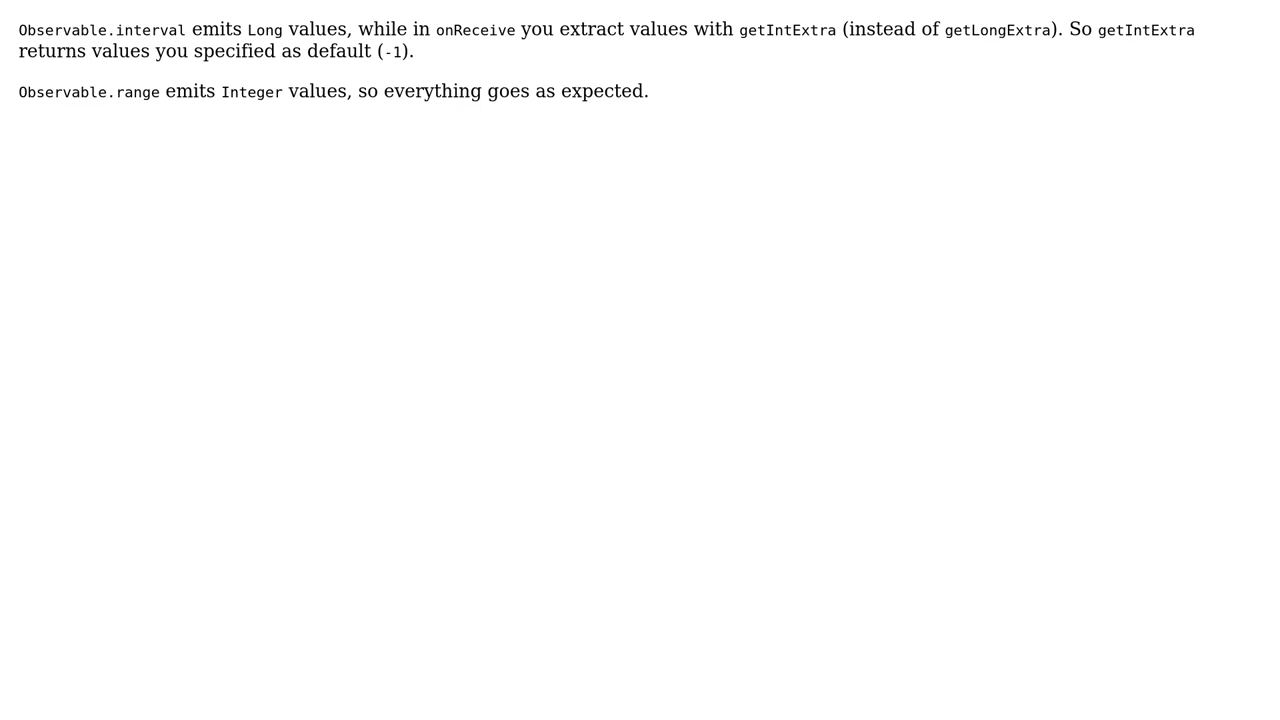 Observable.interval emits Long values, while in onReceive you extract values with getIntExtra (instead of getLongExtra). So getIntExtra
returns values you specified as default (-1).
Observable.range emits Integer values, so everything goes as expected.